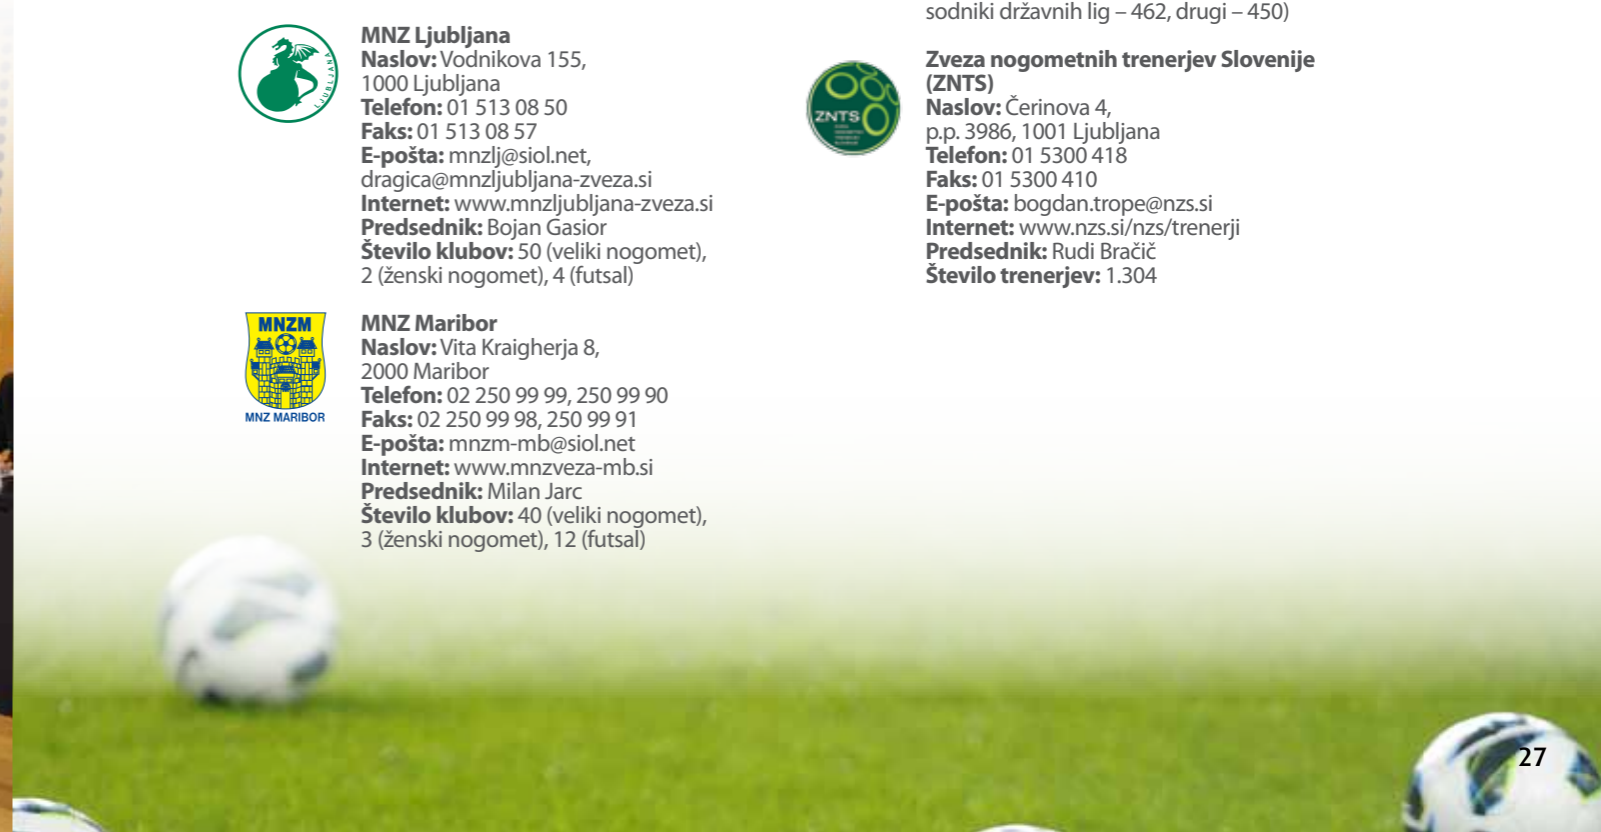 LJUBLJANA
MNZ Ljubljana
Naslov: Vodnikova 155,
1000 Ljubljana
Telefon: 01 513 08 50
Faks: 01 513 08 57
E-pošta: mnzlj@siol.net,
dragica@mnzljubljana-zveza.si
Internet: www.mnzljubljana-zveza.si
Predsednik: Bojan Gasior
Število klubov: 50 (veliki nogomet),
2 (ženski nogomet), 4 (futsal)
MNZM
MNZ MARIBOR
MNZ Maribor
Naslov: Vita Kraigherja 8,
2000 Maribor
Telefon: 02 250 99 99, 250 99 90
Faks: 02 250 99 98, 250 99 91
E-pošta: mnzm-mb@siol.net
Internet: www.mnzveza-mb.si
Predsednik: Milan Jarc
Število klubov: 40 (veliki nogomet),
3 (ženski nogomet), 12 (futsal)
sodniki državnih lig – 462, drugi – 450)
ZNTS
Zveza nogometnih trenerjev Slovenije
(ZNTS)
Naslov: Čerinova 4,
p.p. 3986, 1001 Ljubljana
Telefon: 01 5300 418
Faks: 01 5300 410
E-pošta: bogdan.trope@nzs.si
Internet: www.nzs.si/nzs/trenerji
Predsednik: Rudi Bračič
Število trenerjev: 1.304
27